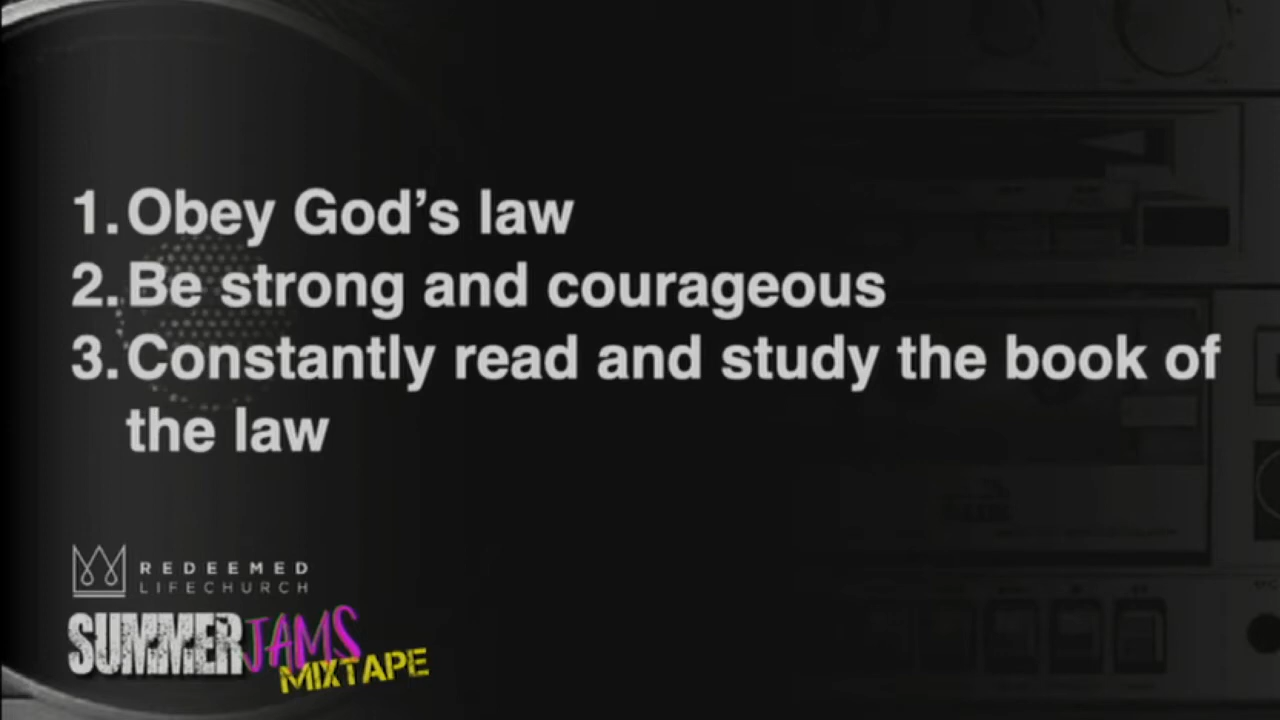 1. Obey God's law
2. Be strong and courageous
3. Constantly read and study the book of
the law
REDEEMED
LIFECHURCH
SUMMER JAMS
MIXTAPE